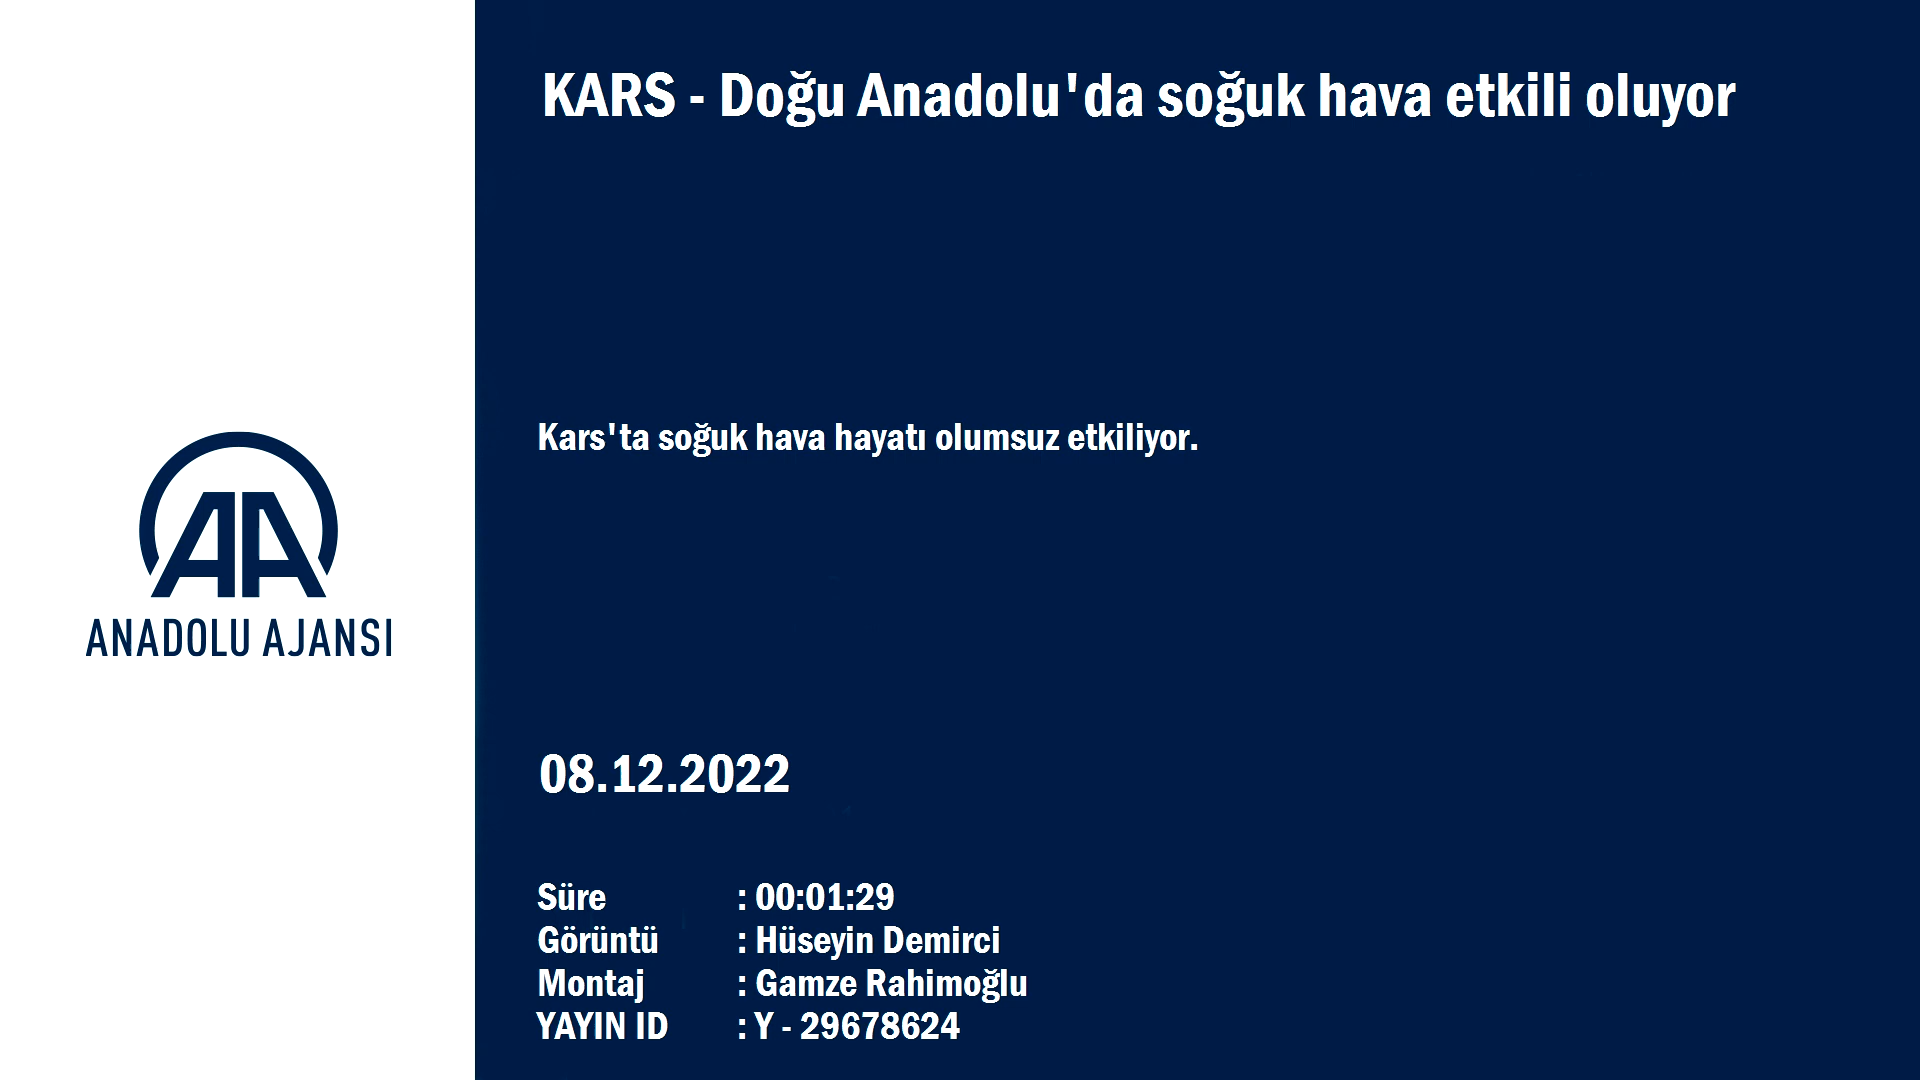 KARS - Doğu Anadolu'da soğuk hava etkili oluyor
Kars'ta soğuk hava hayatı olumsuz etkiliyor.
AA
ANADOLU AJANSI
08.12.2022
Süre : 00:01:29
Görüntü : Hüseyin Demirci
Montaj : Gamze Rahimoğlu
YAYIN ID : Y - 29678624